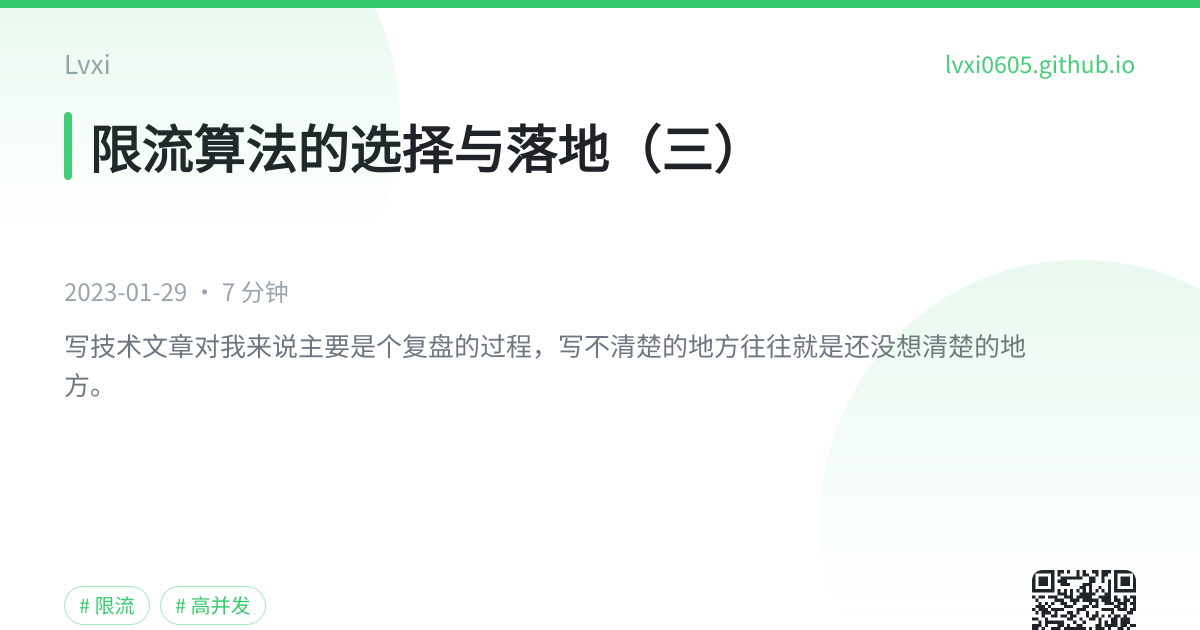 Lvxi
lvxi0605.github.io
限流算法的选择与落地（三）
2023-01-29 · 7 分钟
写技术文章对我来说主要是个复盘的过程，写不清楚的地方往往就是还没想清楚的地
方。
# 限流
# 高并发